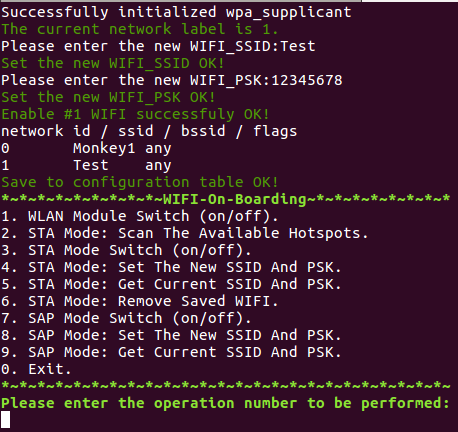 Successfully initialized wpa_supplicant
The current network label is 1.
Please enter the new WIFI_SSID:Test
Set the new WIFI_SSID OK!
Please enter the new WIFI_PSK:12345678
Set the new WIFI_PSK OK!
Enable #1 WIFI successfuly OK!
network id / ssid / bssid / flags
0       Monkey1 any
1       Test    any
Save to configuration table OK!
*~*~*~*~*~*~*~*~*~WIFI-On-Boarding~*~*~*~*~*~*~*~*
1. WLAN Module Switch (on/off).
2. STA Mode: Scan The Available Hotspots.
3. STA Mode Switch (on/off).
4. STA Mode: Set The New SSID And PSK.
5. STA Mode: Get Current SSID And PSK.
6. STA Mode: Remove Saved WIFI.
7. SAP Mode Switch (on/off).
8. SAP Mode: Set The New SSID And PSK.
9. SAP Mode: Get Current SSID And PSK.
0. Exit.
*~*~*~*~*~*~*~*~*~*~*~*~*~*~*~*~*~*~*~*~*~*~*~*~*~
Please enter the operation number to be performed: